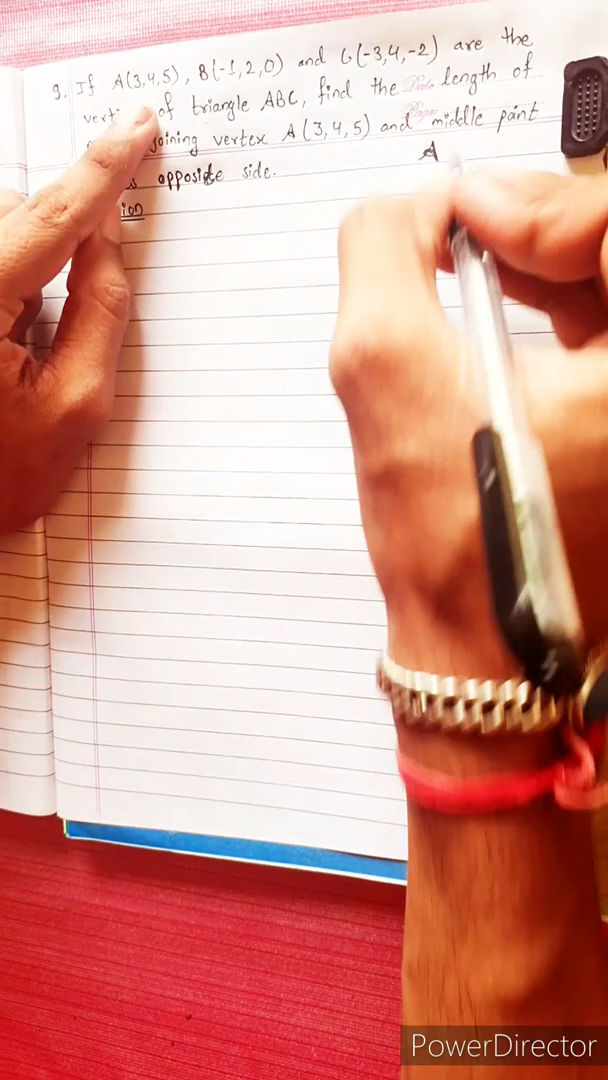 9. If A(3,4,5), B(-1,2,0) and C(-3,4,-2) are the
of triangle ABC, find the length of
joining vertex A(3,4,5) and middle point
opposite side.
A
PowerDirector